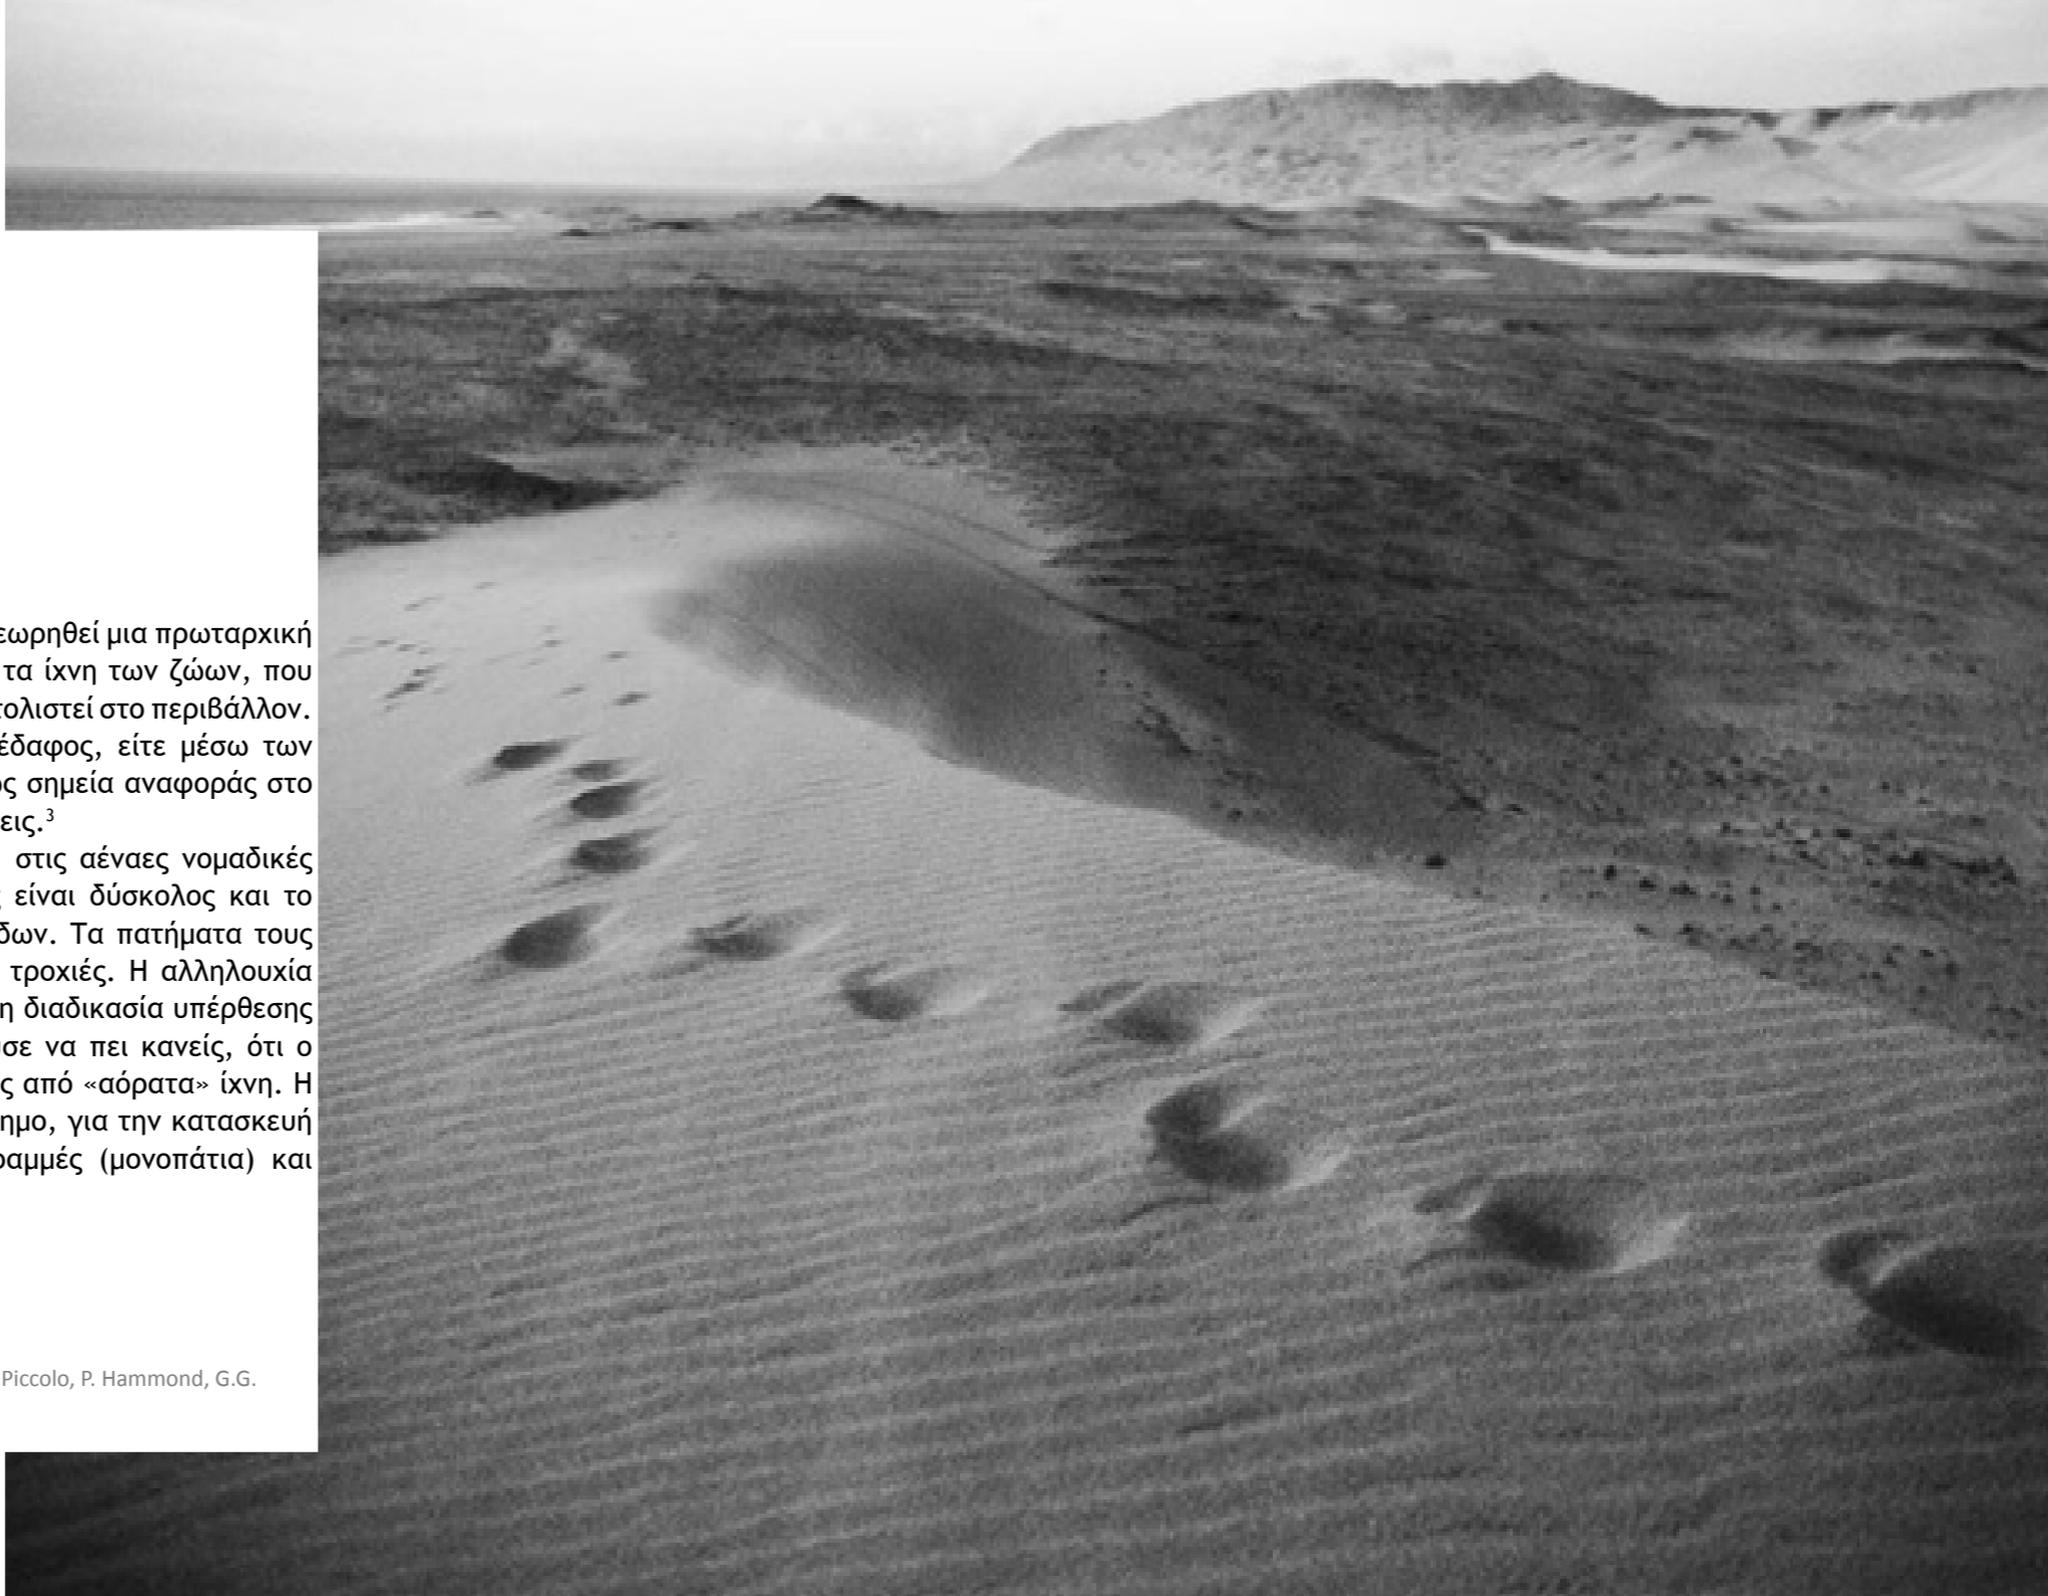 εωρηθεί μια πρωταρχική
τα ίχνη των ζώων, που
τολιστεί στο περιβάλλον.
έδαφος, είτε μέσω των
ς σημεία αναφοράς στο
εις.³
στις αέναες νομαδικές
είναι δύσκολος και το
δων. Τα πατήματα τους
τροχιές. Η αλληλουχία
η διαδικασία υπέρθεσης
σε να πει κανείς, ότι ο
ς από «αόρατα» ίχνη. Η
ημο, για την κατασκευή
ραμμές (μονοπάτια) και
Piccolo, P. Hammond, G.G.